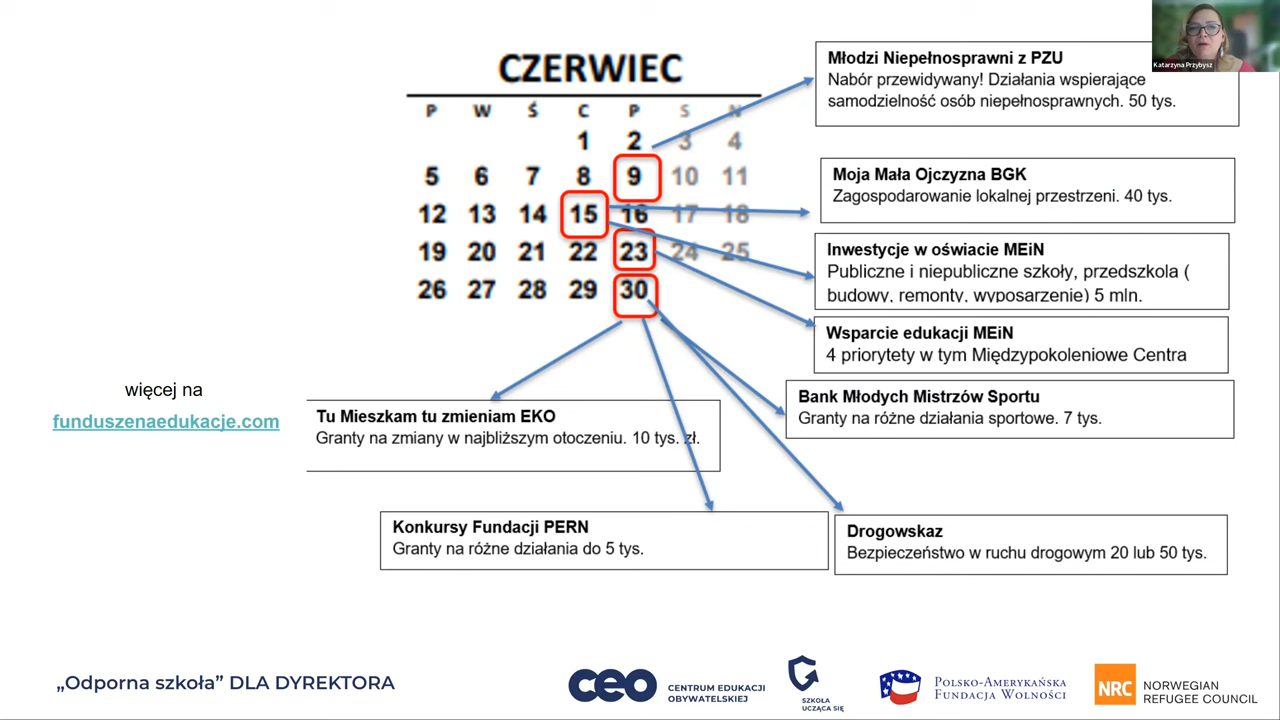 CZERWIEC
P W Ś C P S N
1 2 3 4
5 6 7 8 9 10 11
12 13 14 15 16 17 18
19 20 21 22 23 24 25
26 27 28 29 30
Katarzyna Przybysz
Młodzi Niepełnosprawni z PZU
Nabór przewidywany! Działania wspierające
samodzielność osób niepełnosprawnych. 50 tys.
Moja Mała Ojczyzna BGK
Zagospodarowanie lokalnej przestrzeni. 40 tys.
Inwestycje w oświacie MEiN
Publiczne i niepubliczne szkoły, przedszkola (
budowy, remonty, wyposarzenie) 5 mln.
Wsparcie edukacji MEiN
4 priorytety w tym Międzypokoleniowe Centra
Bank Młodych Mistrzów Sportu
Granty na różne działania sportowe. 7 tys.
więcej na
funduszenaedukacje.com
Tu Mieszkam tu zmieniam EKO
Granty na zmiany w najbliższym otoczeniu. 10 tys. zł.
Konkursy Fundacji PERN
Granty na różne działania do 5 tys.
Drogowskaz
Bezpieczeństwo w ruchu drogowym 20 lub 50 tys.
„Odporna szkoła” DLA DYREKTORA
ceo
CENTRUM EDUKACJI
OBYWATELSKIEJ
SZKOŁA
UCZĄCA SIĘ
POLSKO-AMERYKAŃSKA
FUNDACJA WOLNOŚCI
NRC
NORWEGIAN
REFUGEE COUNCIL